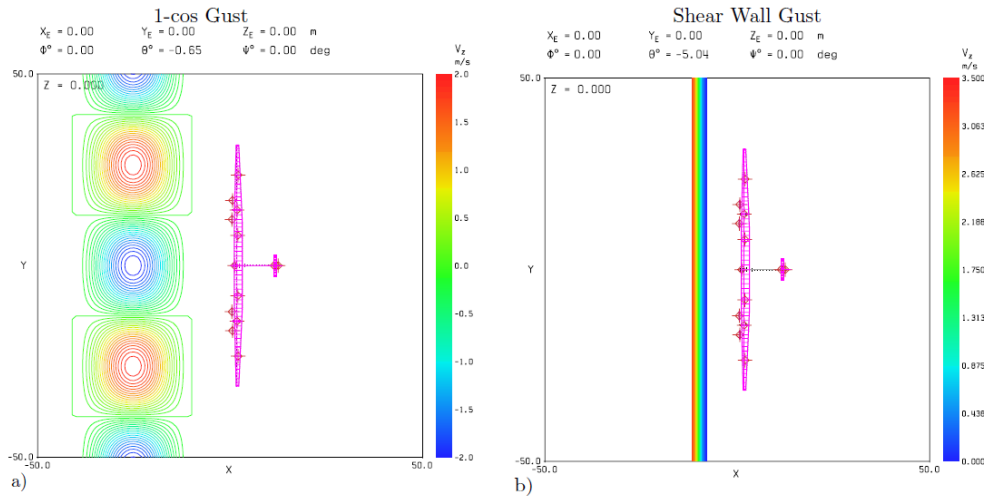 1-cos Gust
X_E = 0.00 Y_E = 0.00 Z_E = 0.00 m
Φ° = 0.00 θ° = -0.65 Ψ° = 0.00 deg
V_z
m/s
50.0
Z = 0.000
2.0
1.5
1.0
0.5
Y
0.0
-0.5
-1.0
-1.5
-50.0
-2.0
-50.0 X 50.0
a)
Shear Wall Gust
X_E = 0.00 Y_E = 0.00 Z_E = 0.00 m
Φ° = 0.00 θ° = -5.04 Ψ° = 0.00 deg
V_z
m/s
50.0
Z = 0.000
3.500
3.063
2.625
2.188
Y
1.750
1.313
0.875
0.438
-50.0
0.000
-50.0 X 50.0
b)